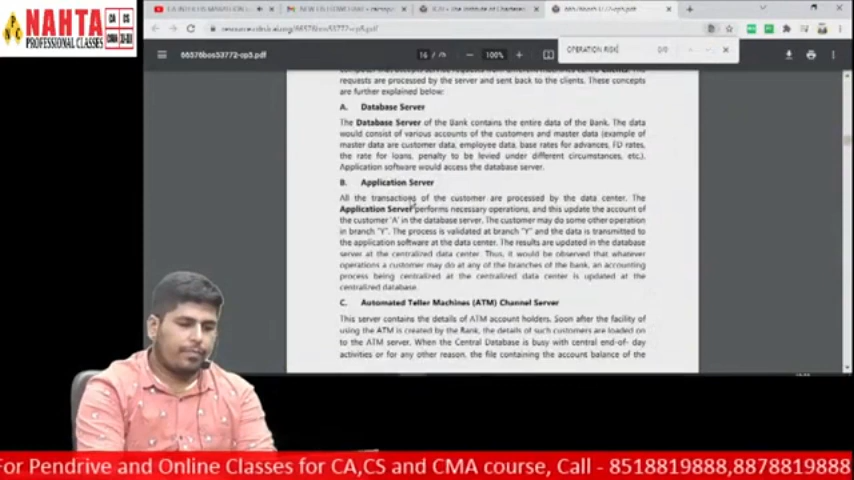 NAHTA
PROFESSIONAL CLASSES
CA CS
CMA XI-XII
resource.cdn.icai.org/66576bos53772-cp5.pdf
66576bos53772-cp5.pdf
16 /
100%
OPERATION RISK
0/0
requests are processed by the server and sent back to the clients. These concepts
are further explained below:
A. Database Server
The Database Server of the Bank contains the entire data of the Bank. The data
would consist of various accounts of the customers and master data (example of
master data are customer data, employee data, base rates for advances, FD rates,
the rate for loans, penalty to be levied under different circumstances, etc.).
Application software would access the database server.
B. Application Server
All the transactions of the customer are processed by the data center. The
Application Server performs necessary operations, and this update the account of
the customer 'A' in the database server. The customer may do some other operation
in branch "Y". The process is validated at branch "Y" and the data is transmitted to
the application software at the data center. The results are updated in the database
server at the centralized data center. Thus, it would be observed that whatever
operations a customer may do at any of the branches of the bank, an accounting
process being centralized at the centralized data center is updated at the
centralized database.
C. Automated Teller Machines (ATM) Channel Server
This server contains the details of ATM account holders. Soon after the facility of
using the ATM is created by the Bank, the details of such customers are loaded on
to the ATM server. When the Central Database is busy with central end-of- day
activities or for any other reason, the file containing the account balance of the
For Pendrive and Online Classes for CA,CS and CMA course, Call - 8518819888,8878819888